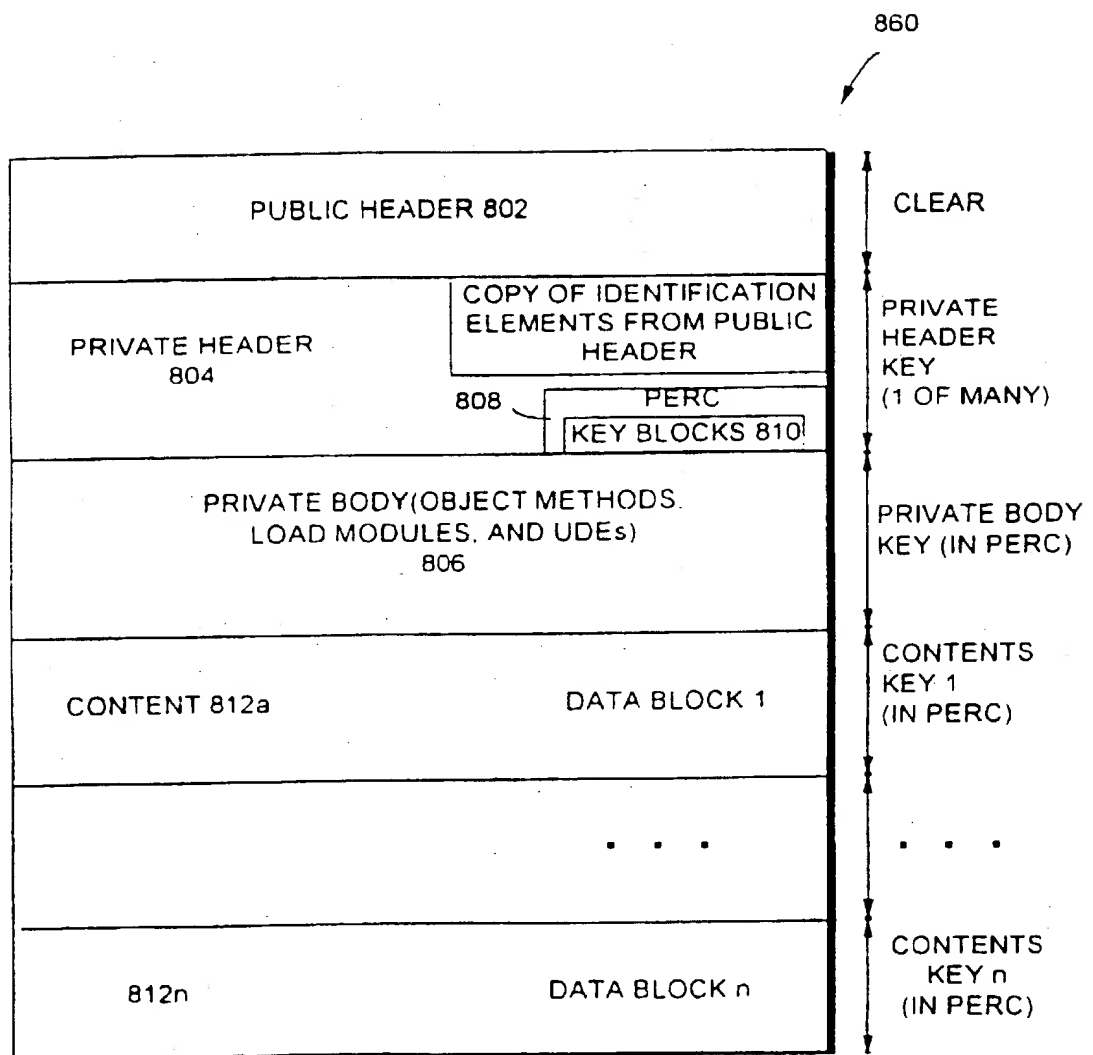 860
PUBLIC HEADER 802
CLEAR
COPY OF IDENTIFICATION
ELEMENTS FROM PUBLIC
HEADER
PRIVATE HEADER
804
808
PERC
KEY BLOCKS 810
PRIVATE
HEADER
KEY
(1 OF MANY)
PRIVATE BODY(OBJECT METHODS.
LOAD MODULES, AND UDEs)
806
PRIVATE BODY
KEY (IN PERC)
CONTENT 812a
DATA BLOCK 1
CONTENTS
KEY 1
(IN PERC)
. . .
. . .
812n
DATA BLOCK n
CONTENTS
KEY n
(IN PERC)